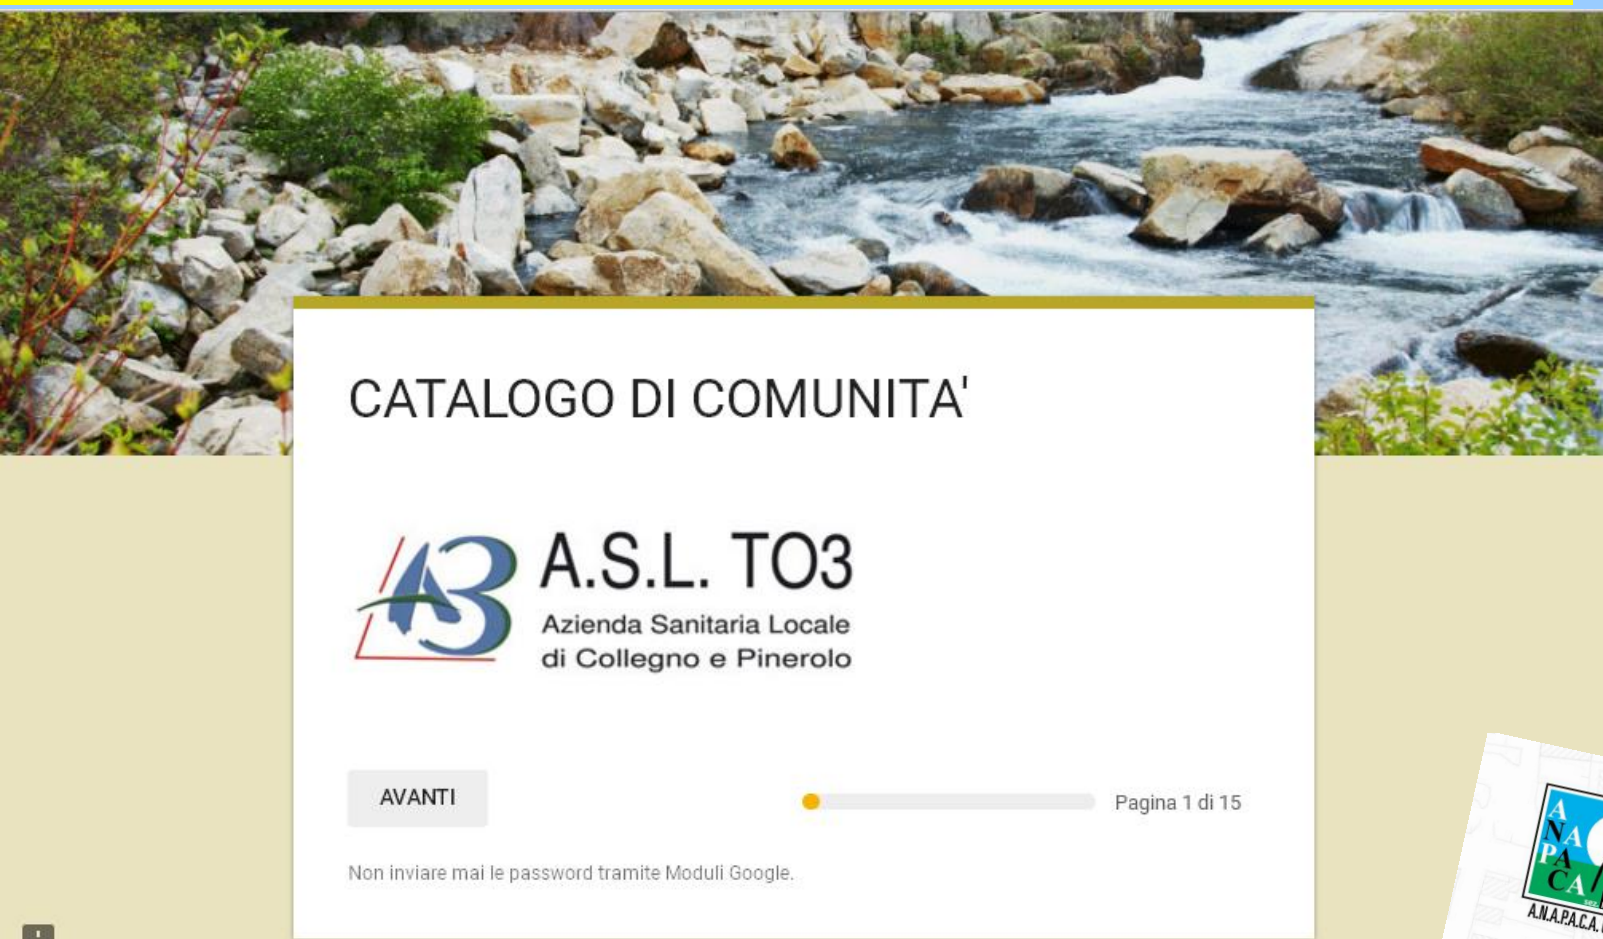 CATALOGO DI COMUNITA'
A.S.L. TO3
Azienda Sanitaria Locale
di Collegno e Pinerolo
AVANTI
Pagina 1 di 15
Non inviare mai le password tramite Moduli Google.
A
NA
PA
CA
A.N.A.P.A.C.A.